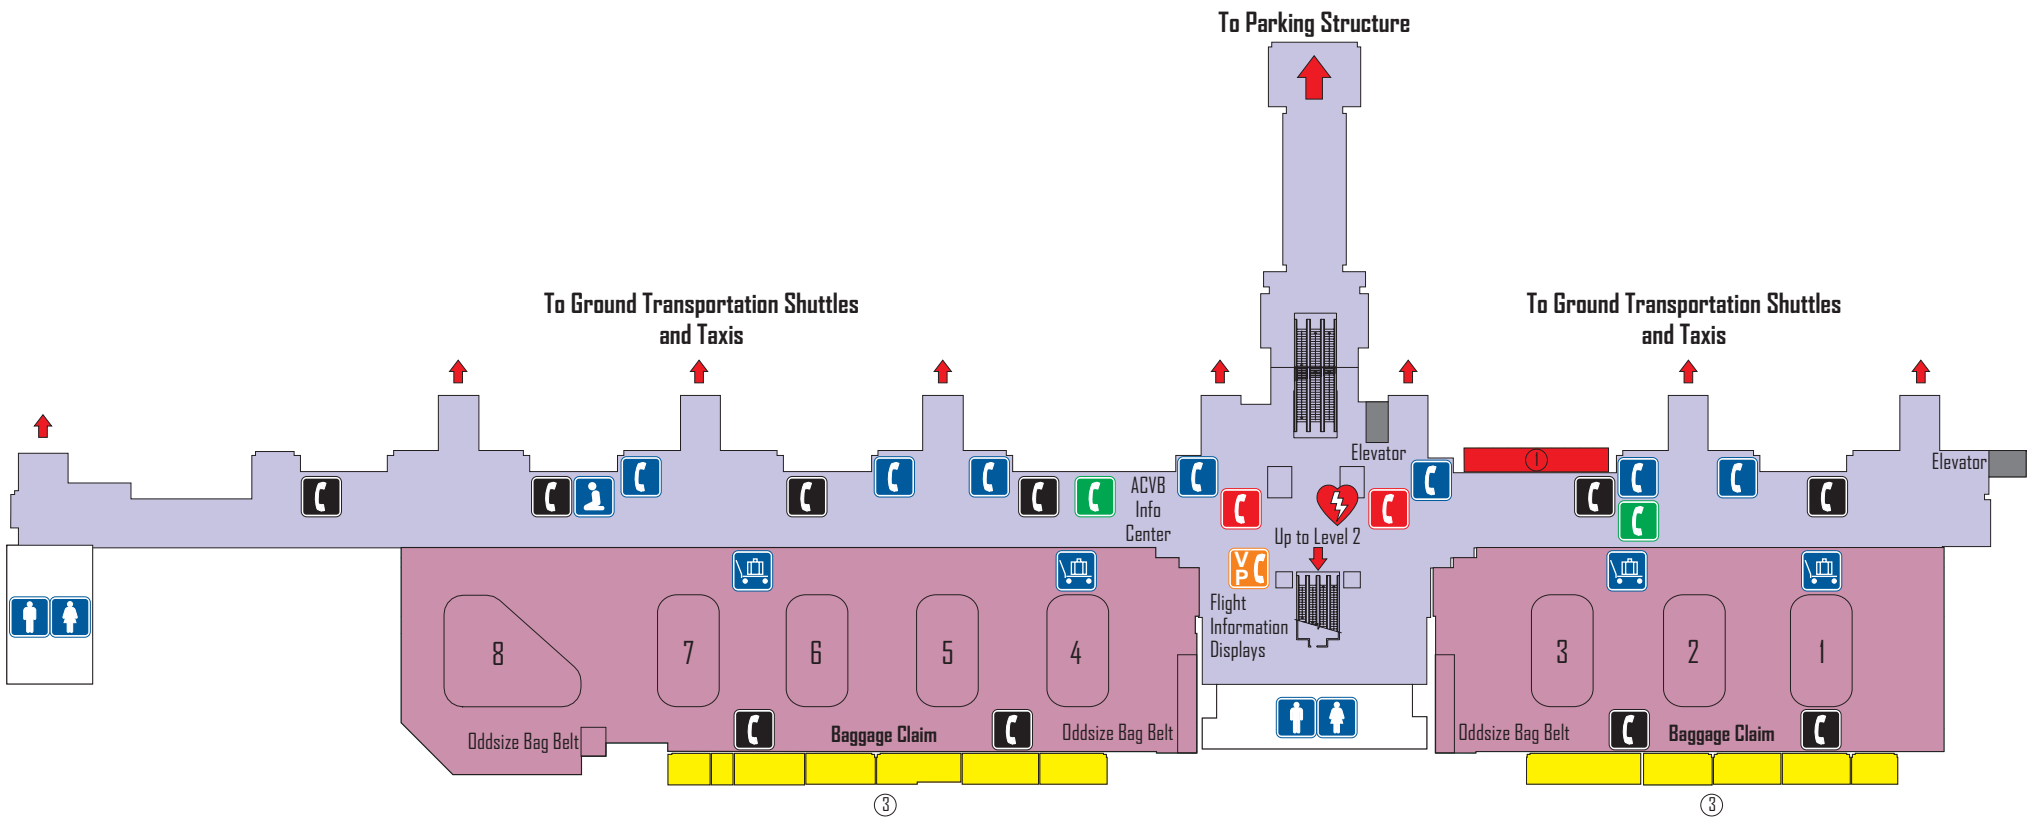 To Parking Structure
To Ground Transportation Shuttles
and Taxis
To Ground Transportation Shuttles
and Taxis
Elevator
1
Elevator
ACVB
Info
Center
Up to Level 2
VP
Flight
Information
Displays
8
7
6
5
4
3
2
1
Oddsize Bag Belt
Baggage Claim
Oddsize Bag Belt
Oddsize Bag Belt
Baggage Claim
3
3